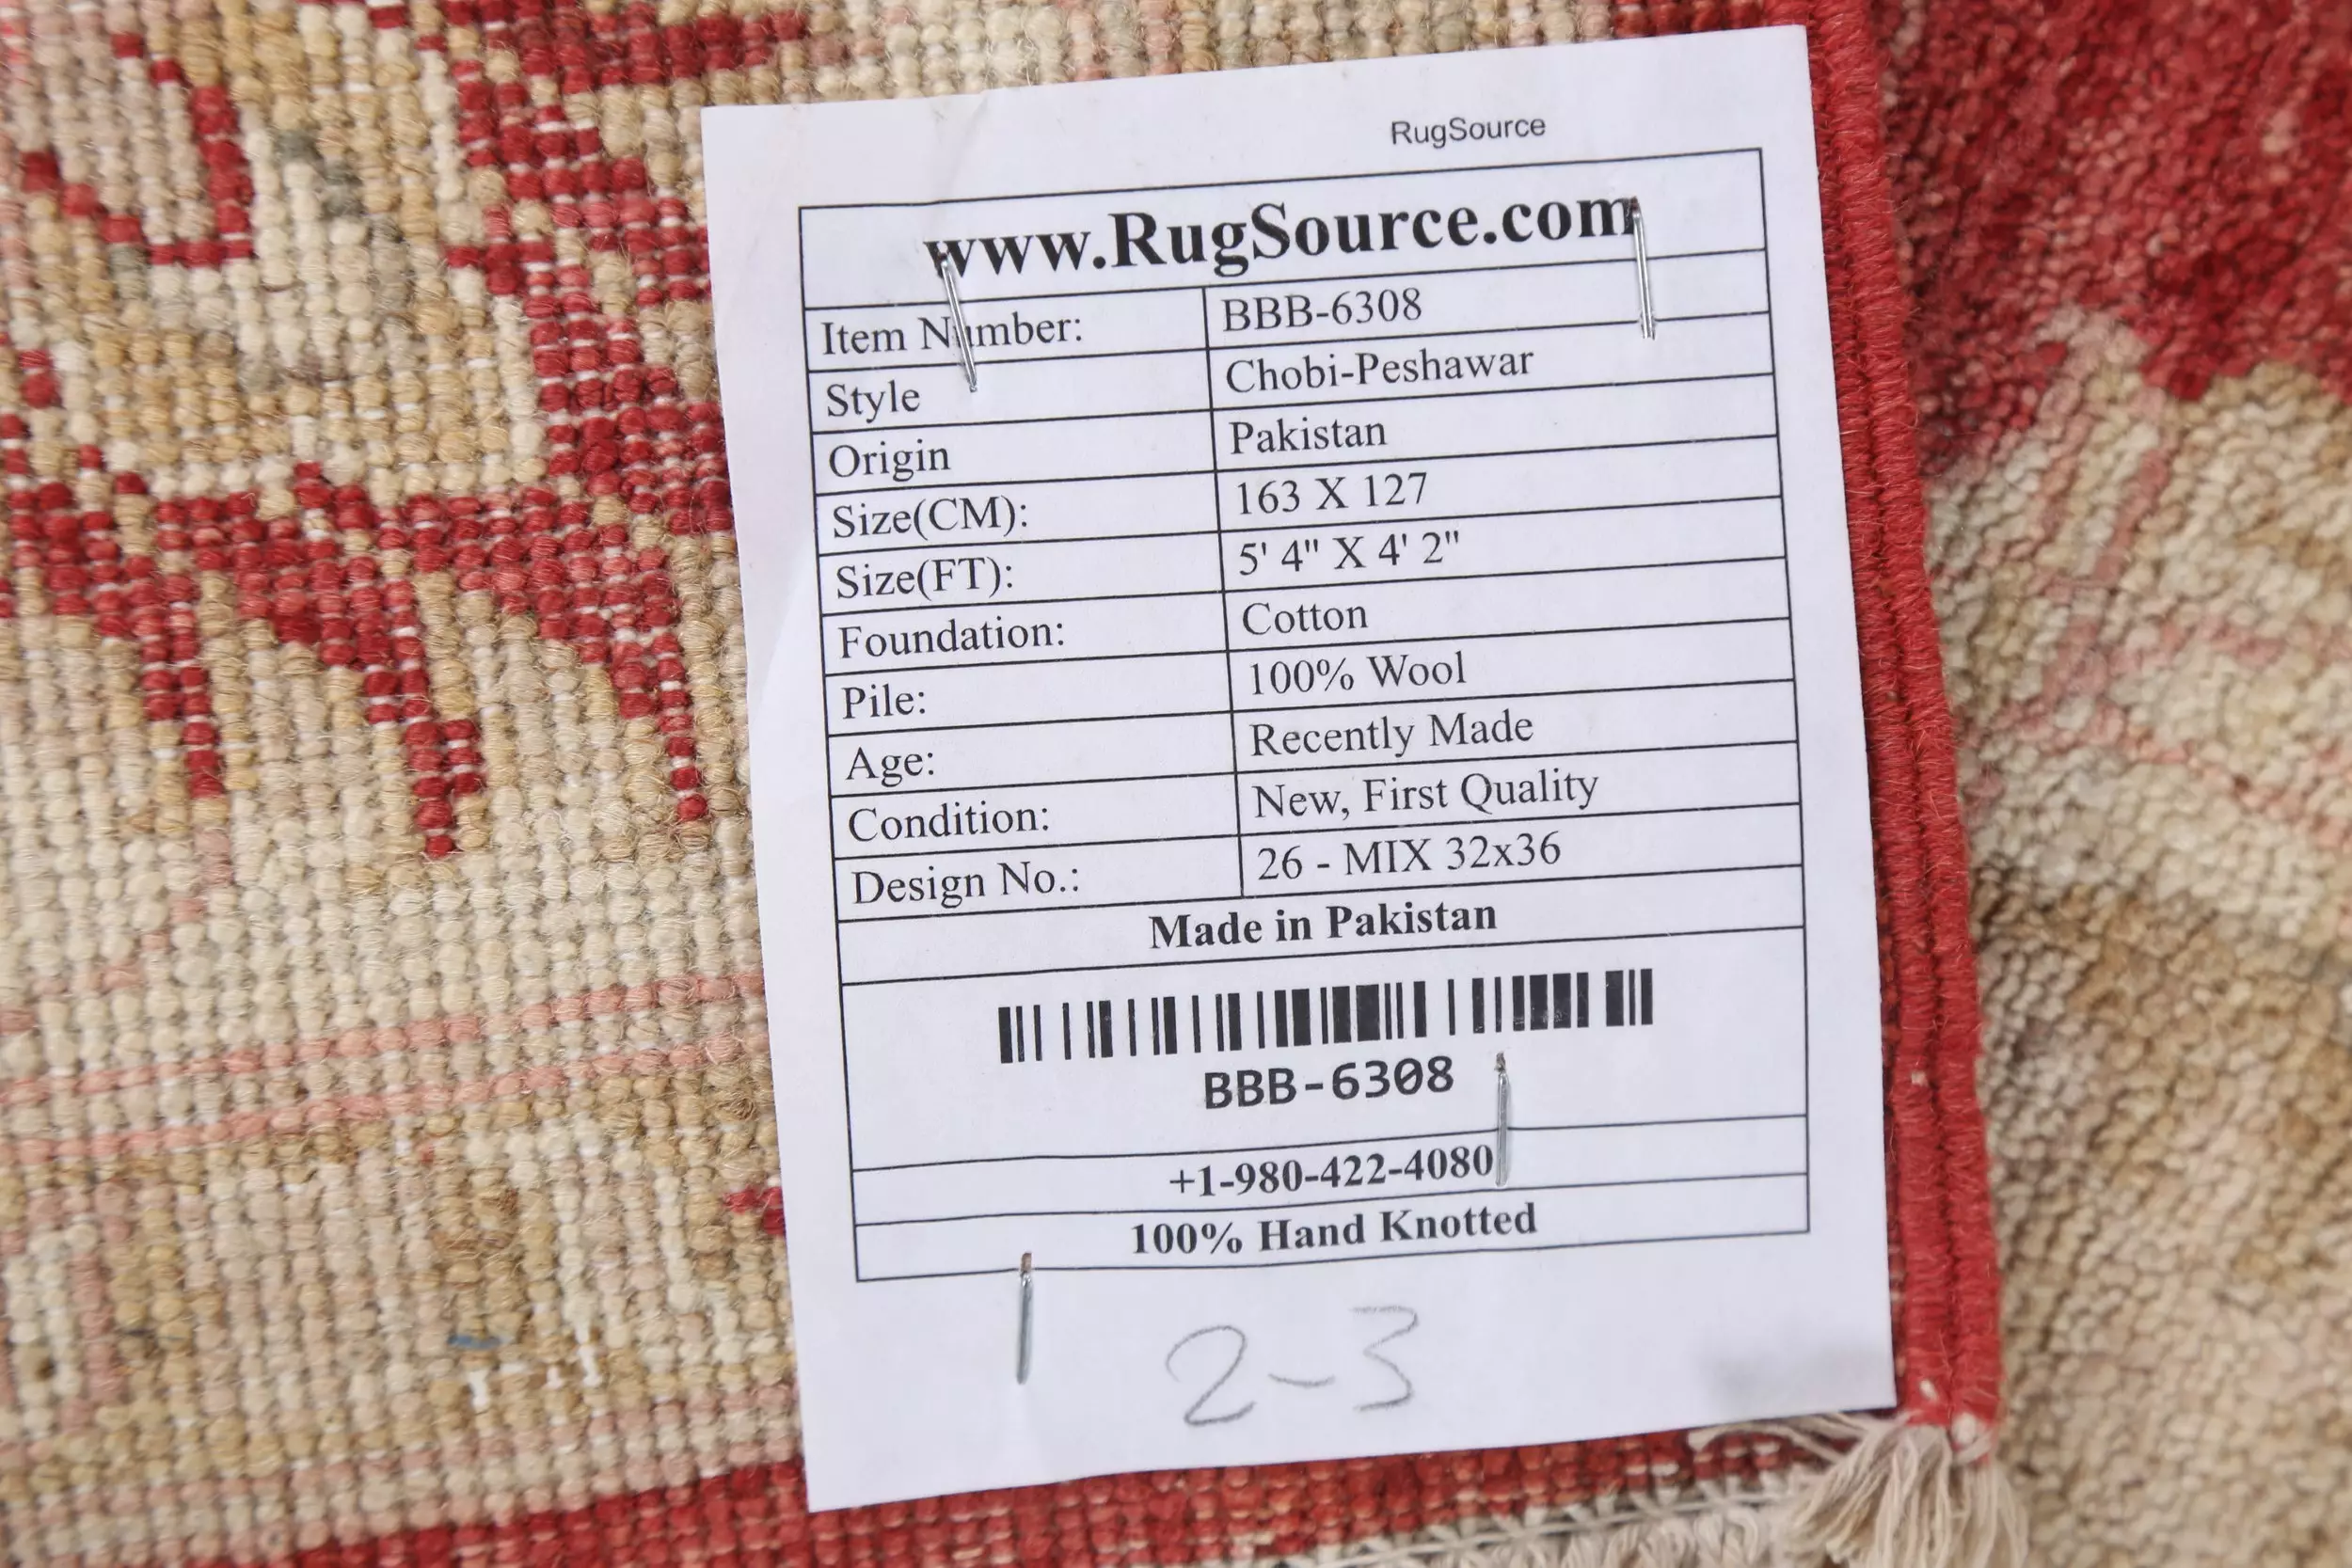 RugSource
www.RugSource.com
Item Number: BBB-6308
Style Chobi-Peshawar
Origin Pakistan
Size(CM): 163 X 127
Size(FT): 5' 4" X 4' 2"
Foundation: Cotton
Pile: 100% Wool
Age: Recently Made
Condition: New, First Quality
Design No.: 26 - MIX 32x36
Made in Pakistan
BBB-6308
+1-980-422-4080
100% Hand Knotted
2-3